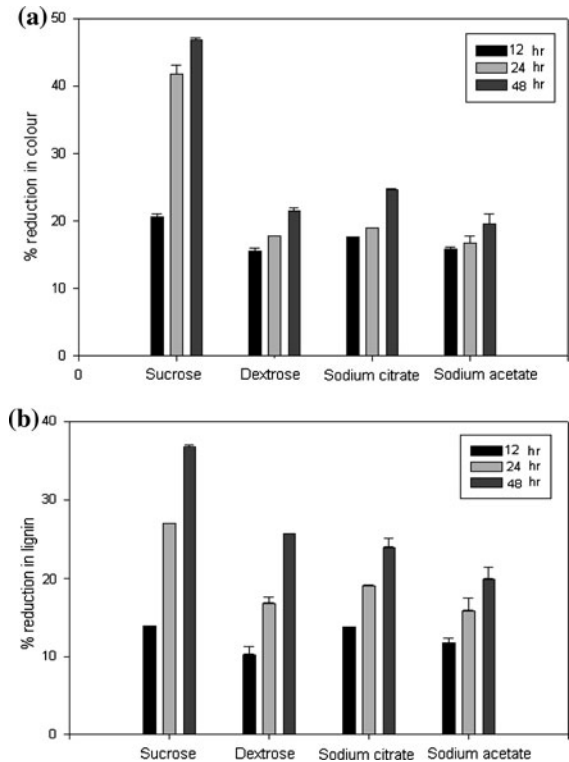 (a)
50
40
30
20
10
0
% reduction in colour
12 hr
24 hr
48 hr
0 Sucrose Dextrose Sodium citrate Sodium acetate
(b)
40
30
20
10
0
% reduction in lignin
12 hr
24 hr
48 hr
Sucrose Dextrose Sodium citrate Sodium acetate